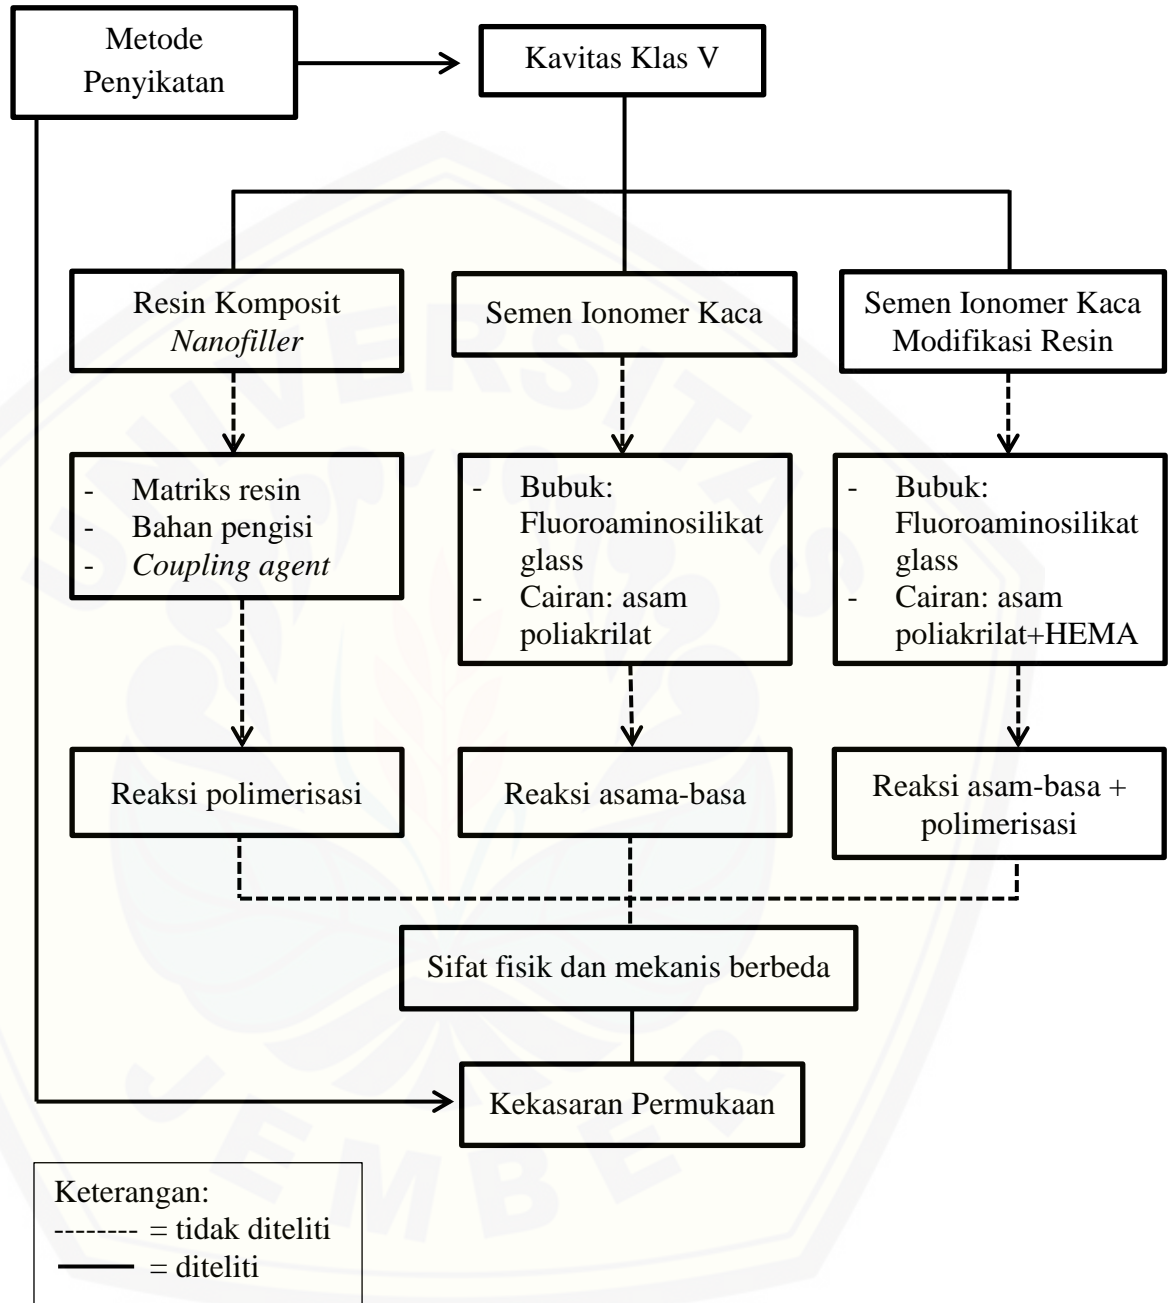 Metode
Penyikatan
Kavitas Klas V
Resin Komposit
Nanofiller
Semen Ionomer Kaca
Semen Ionomer Kaca
Modifikasi Resin
- Matriks resin
- Bahan pengisi
- Coupling agent
- Bubuk:
Fluoroaminosilikat
glass
- Cairan: asam
poliakrilat
- Bubuk:
Fluoroaminosilikat
glass
- Cairan: asam
poliakrilat+HEMA
Reaksi polimerisasi
Reaksi asama-basa
Reaksi asam-basa +
polimerisasi
Sifat fisik dan mekanis berbeda
Kekasaran Permukaan
Keterangan:
--------- = tidak diteliti
——— = diteliti
UNIVERSITAS
JEMBER